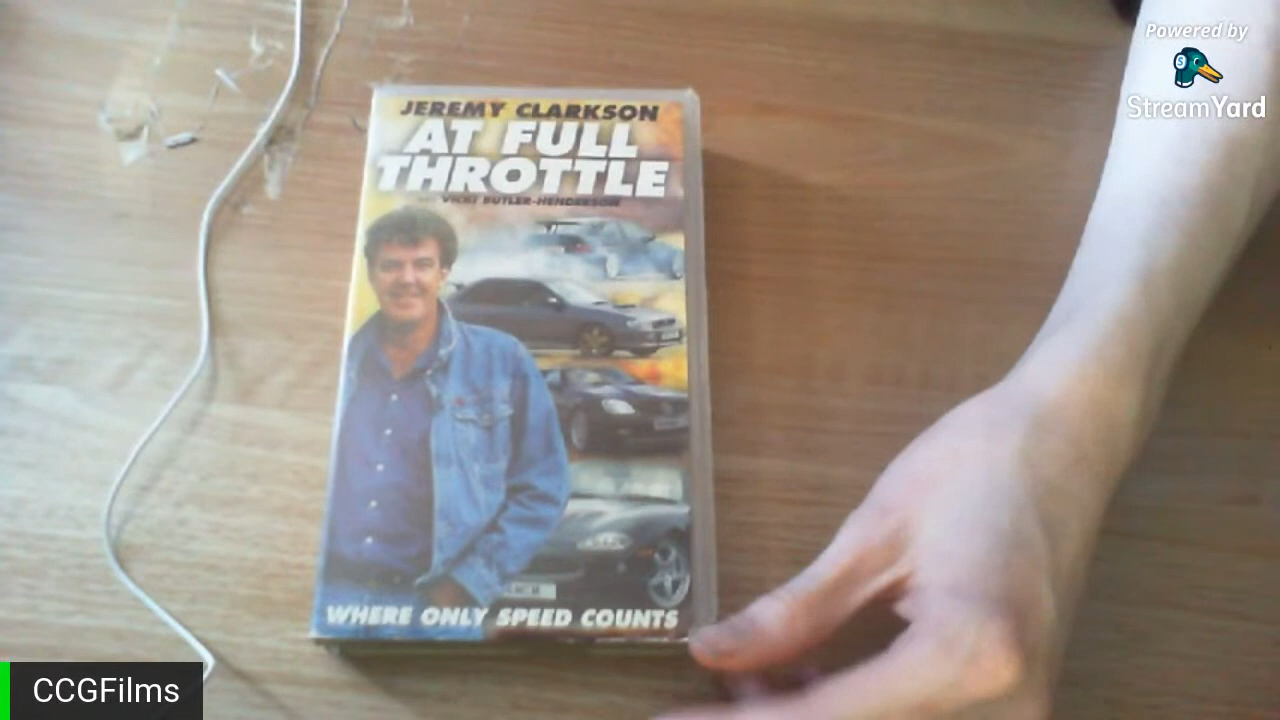 Powered by
StreamYard
JEREMY CLARKSON
AT FULL
THROTTLE
VICKI BUTLER-HENDERSON
WHERE ONLY SPEED COUNTS
CCGFilms